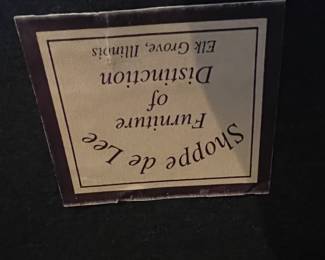 Shoppe de Lee
Furniture
of
Distinction
Elk Grove, Illinois